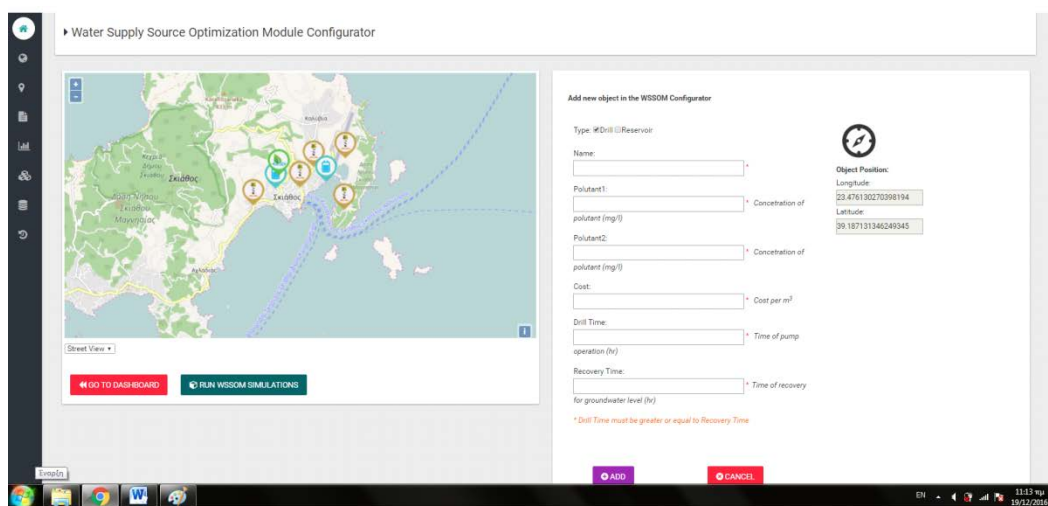 Water Supply Source Optimization Module Configurator
+
-
Καλύβια
Σκιάθος
Σκιάθος
i
Street View
GO TO DASHBOARD
RUN WSSOM SIMULATIONS
Add new object in the WSSOM Configurator
Type: Drill Reservoir
Name:
*
Polutant1:
* Concetration of
polutant (mg/l)
Polutant2:
* Concetration of
polutant (mg/l)
Cost:
* Cost per m³
Drill Time:
* Time of pump
operation (hr)
Recovery Time:
* Time of recovery
for groundwater level (hr)
* Drill Time must be greater or equal to Recovery Time
ADD
CANCEL
Object Position:
Longitude:
23.476130270398194
Latitude:
39.187131346249345
Έναρξη
EN
11:13 πμ
19/12/2016